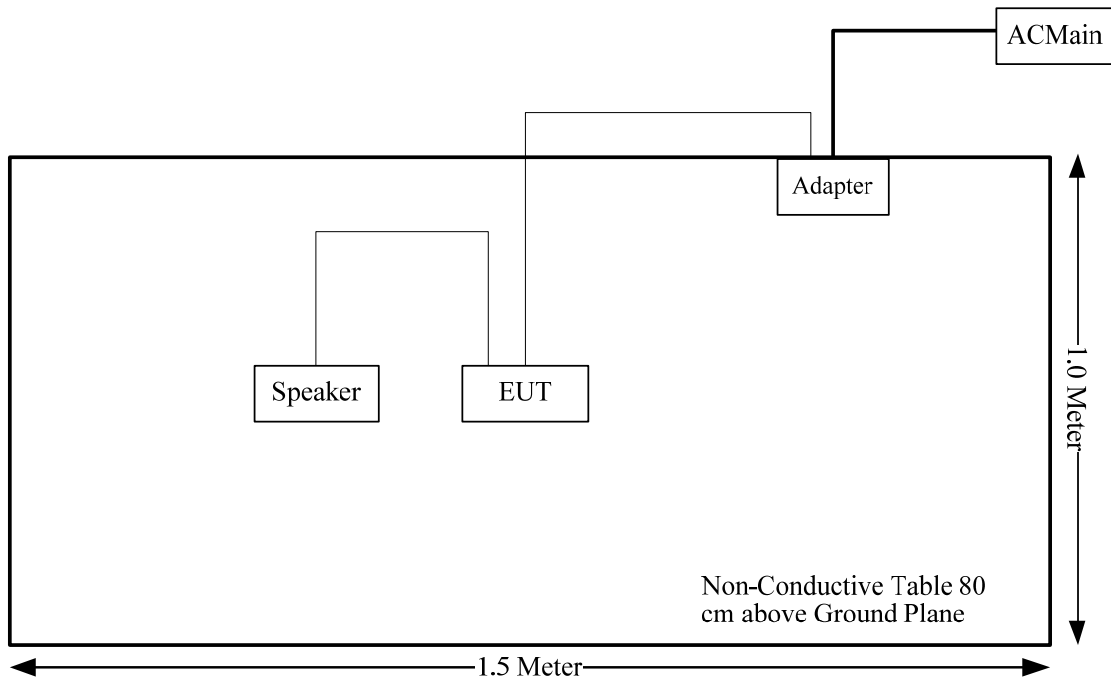 ACMain
Adapter
Speaker
EUT
1.0 Meter
Non-Conductive Table 80
cm above Ground Plane
1.5 Meter